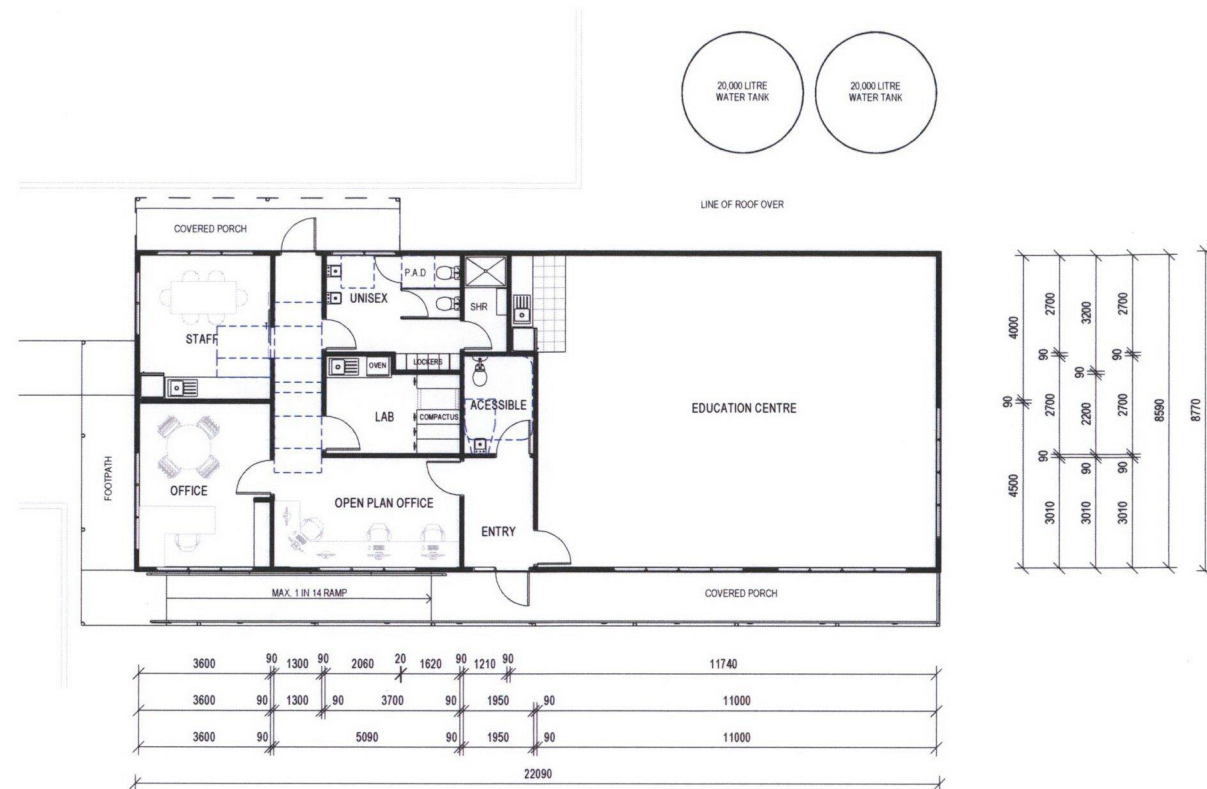 20,000 LITRE
WATER TANK
20,000 LITRE
WATER TANK
LINE OF ROOF OVER
COVERED PORCH
P.A.D
UNISEX
SHR
STAFF
OVEN
LOCKERS
LAB
COMPACTUS
ACESSIBLE
EDUCATION CENTRE
OFFICE
OPEN PLAN OFFICE
ENTRY
FOOTPATH
MAX. 1 IN 14 RAMP
COVERED PORCH
4000
90
4500
2700
90
2700
90
3010
3200
90
2200
90
3010
2700
90
2700
90
3010
8590
8770
3600 90 1300 90 2060 20 1620 90 1210 90 11740
3600 90 1300 90 3700 90 1950 90 11000
3600 90 5090 90 1950 90 11000
22090